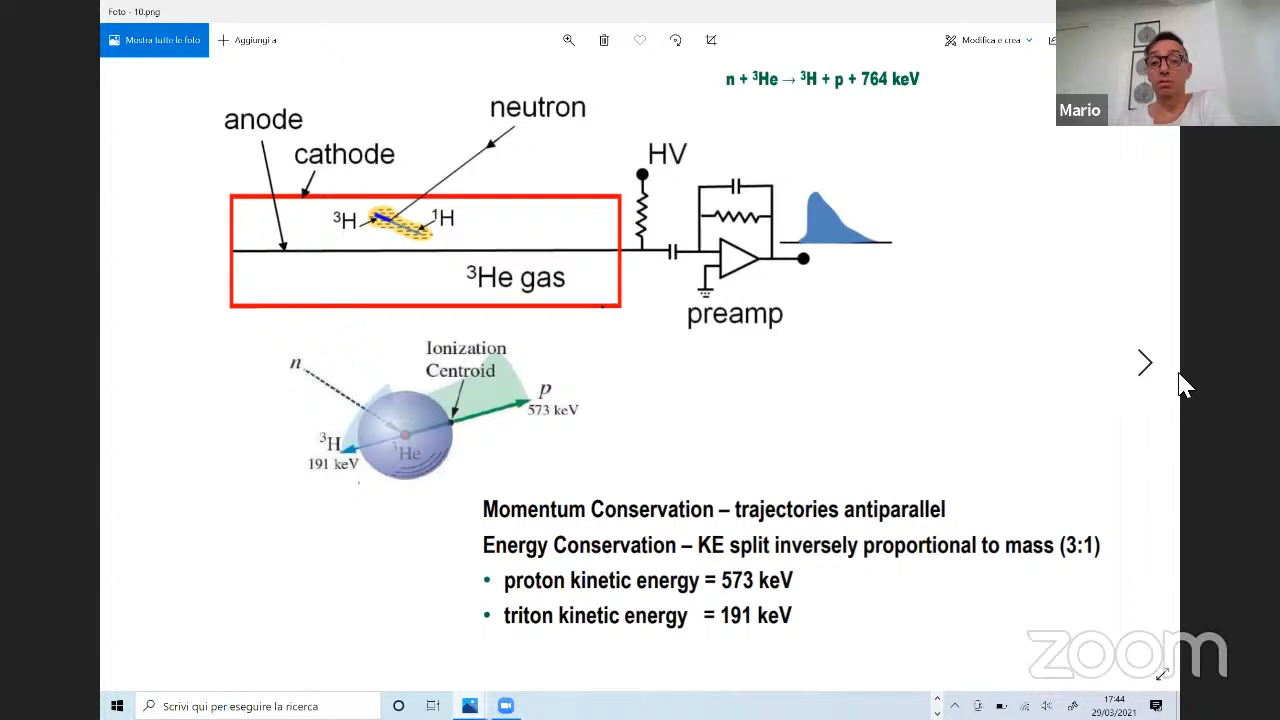 Foto - 10.png
Mostra tutte le foto
Aggiungi a
Modifica e crea
n + ³He → ³H + p + 764 keV
Mario
anode
cathode
neutron
HV
³H
¹H
³He gas
preamp
Ionization
Centroid
n
p
573 keV
³H
191 keV
³He
Momentum Conservation – trajectories antiparallel
Energy Conservation – KE split inversely proportional to mass (3:1)
• proton kinetic energy = 573 keV
• triton kinetic energy = 191 keV
zoom
Scrivi qui per eseguire la ricerca
17:44
29/03/2021